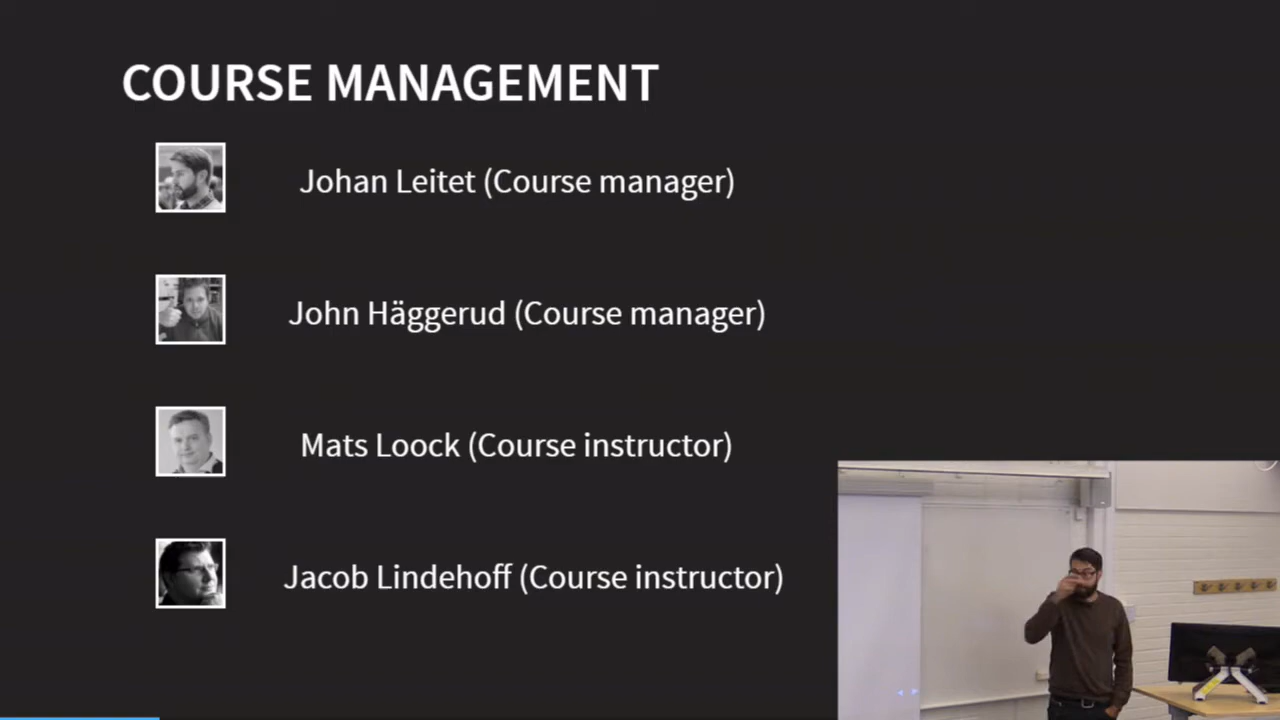 COURSE MANAGEMENT
Johan Leitet (Course manager)
John Häggerud (Course manager)
Mats Loock (Course instructor)
Jacob Lindehoff (Course instructor)